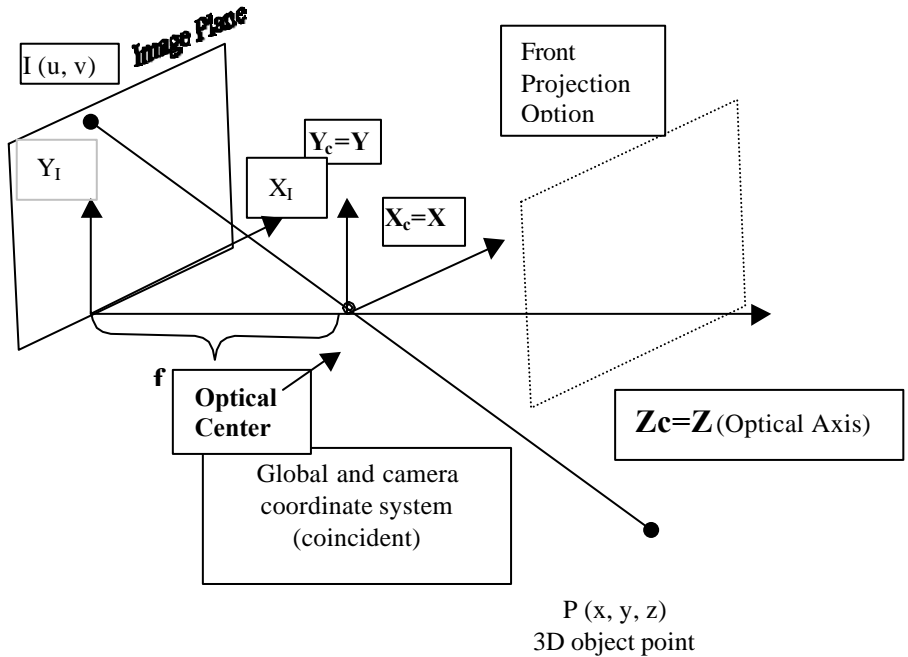 Image Plane
I (u, v)
Front
Projection
Option
Y_c=Y
Y_I
X_I
X_c=X
f
Optical
Center
Zc=Z (Optical Axis)
Global and camera
coordinate system
(coincident)
P (x, y, z)
3D object point